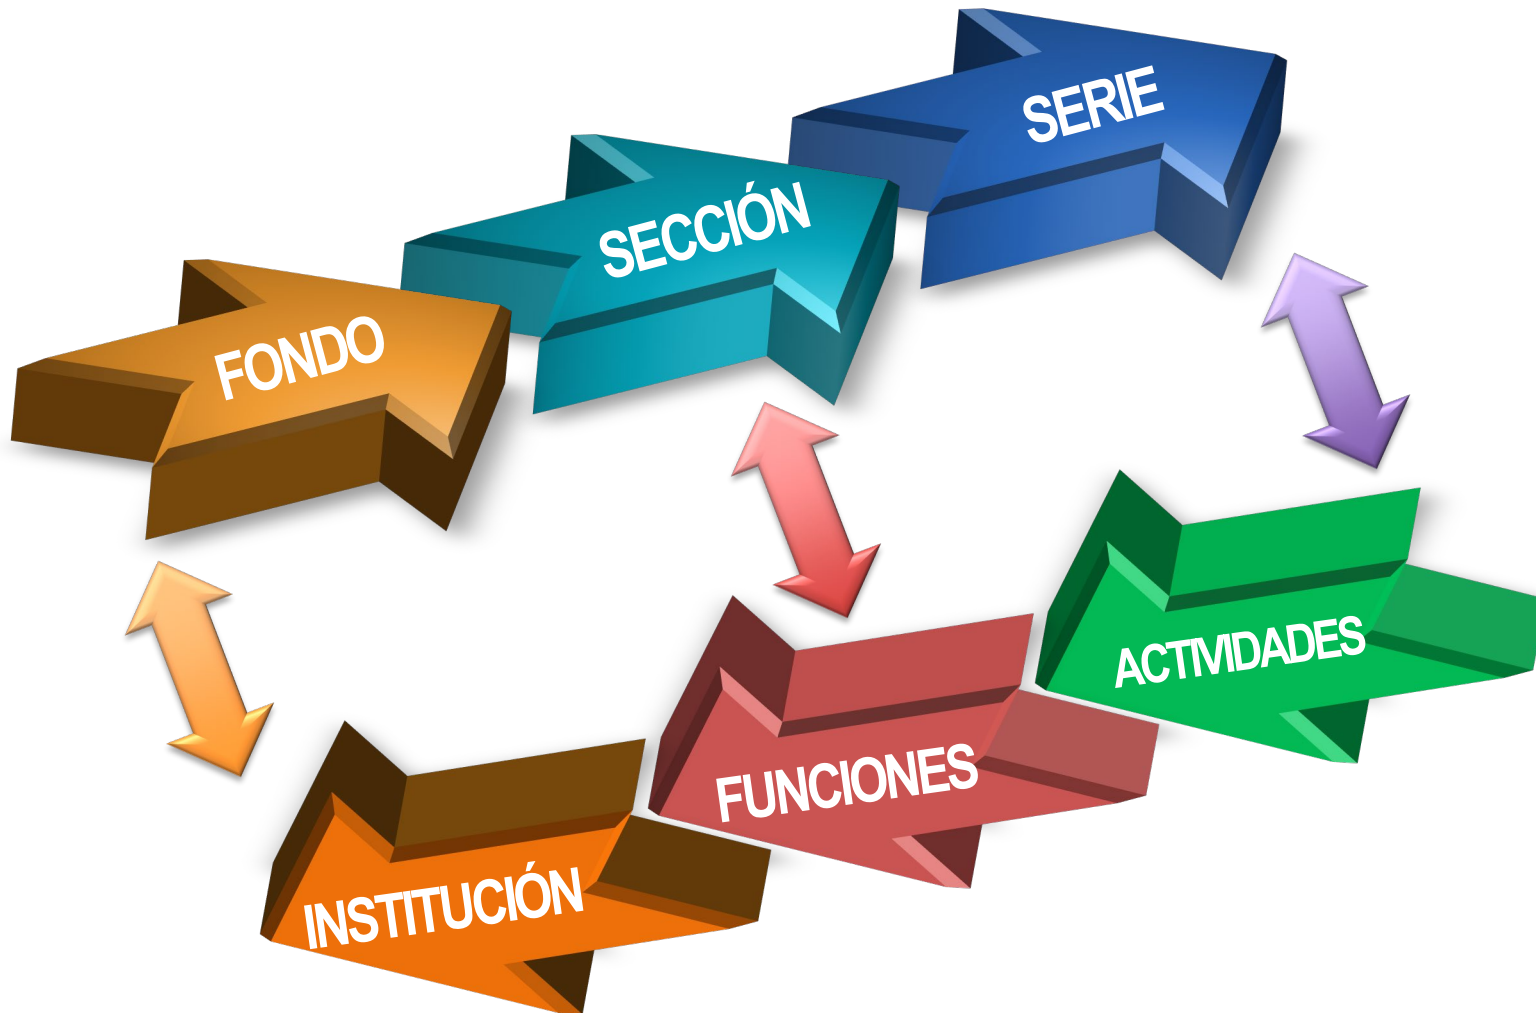 FONDO
SECCIÓN
SERIE
INSTITUCIÓN
FUNCIONES
ACTIVIDADES